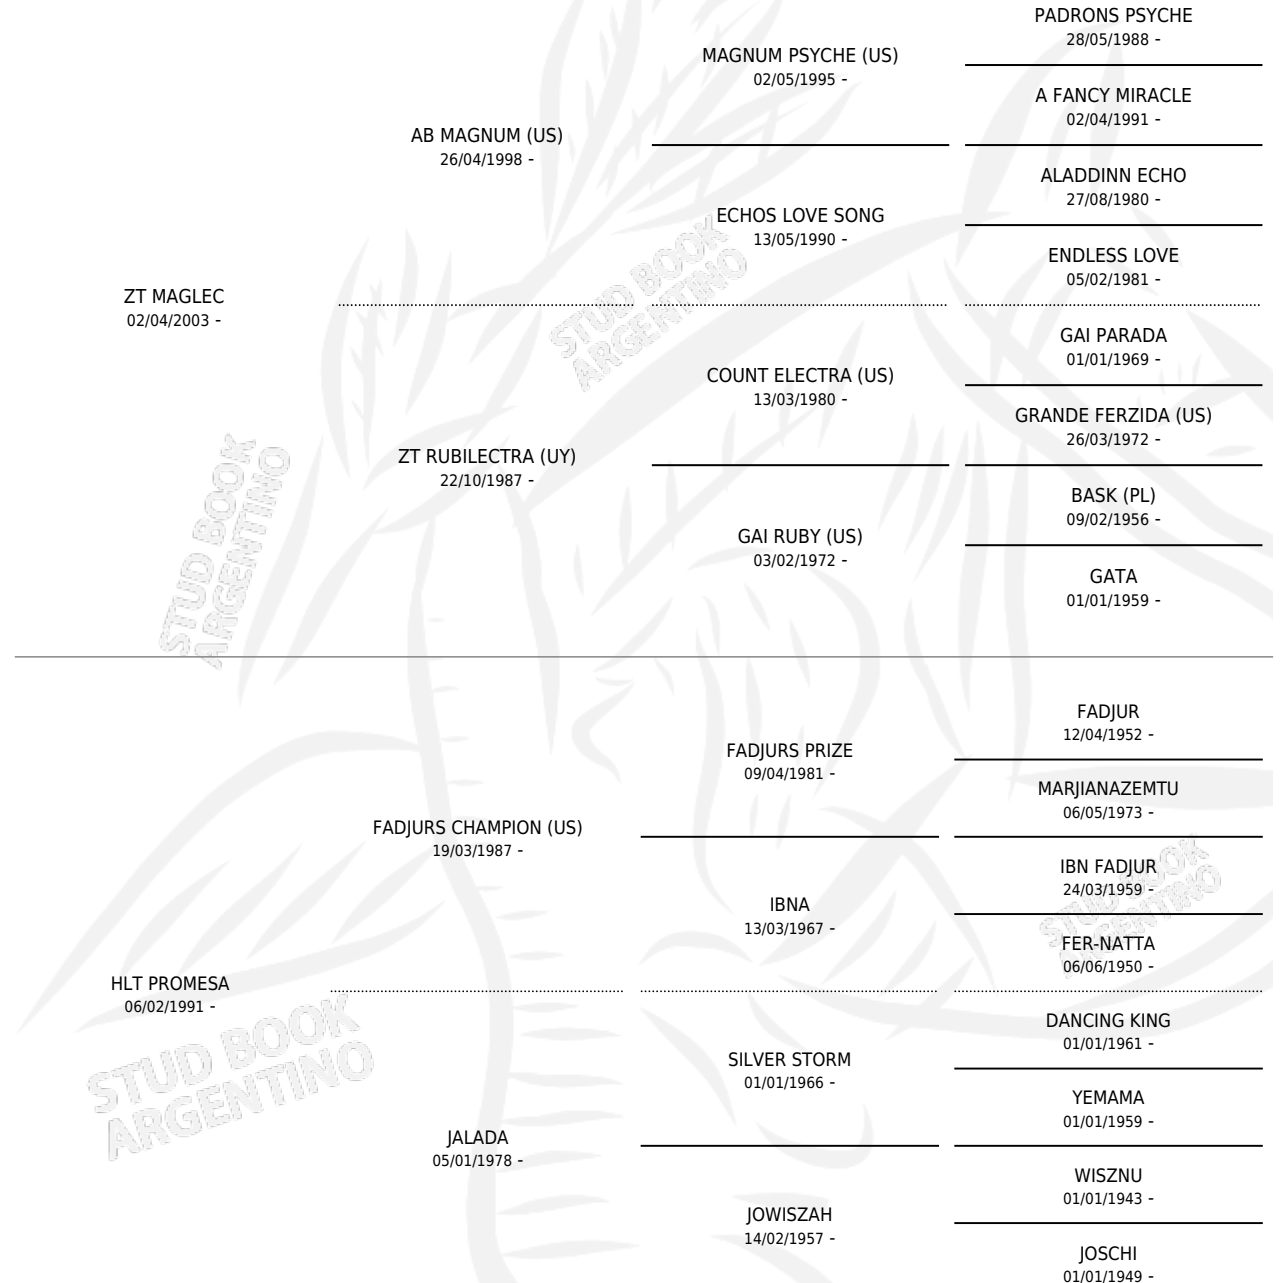 PADRONS PSYCHE
28/05/1988 -
MAGNUM PSYCHE (US)
02/05/1995 -
A FANCY MIRACLE
02/04/1991 -
AB MAGNUM (US)
26/04/1998 -
ALADDINN ECHO
27/08/1980 -
ECHOS LOVE SONG
13/05/1990 -
ENDLESS LOVE
05/02/1981 -
ZT MAGLEC
02/04/2003 -
GAI PARADA
01/01/1969 -
COUNT ELECTRA (US)
13/03/1980 -
GRANDE FERZIDA (US)
26/03/1972 -
ZT RUBILECTRA (UY)
22/10/1987 -
BASK (PL)
09/02/1956 -
GAI RUBY (US)
03/02/1972 -
GATA
01/01/1959 -
FADJUR
12/04/1952 -
FADJURS PRIZE
09/04/1981 -
MARJIANAZEMTU
06/05/1973 -
FADJURS CHAMPION (US)
19/03/1987 -
IBN FADJUR
24/03/1959 -
IBNA
13/03/1967 -
FER-NATTA
06/06/1950 -
HLT PROMESA
06/02/1991 -
DANCING KING
01/01/1961 -
SILVER STORM
01/01/1966 -
YEMAMA
01/01/1959 -
JALADA
05/01/1978 -
WISZNU
01/01/1943 -
JOWISZAH
14/02/1957 -
JOSCHI
01/01/1949 -
STUD BOOK
ARGENTINO
STUD BOOK
ARGENTINO
STUD BOOK
ARGENTINO
STUD BOOK
ARGENTINO